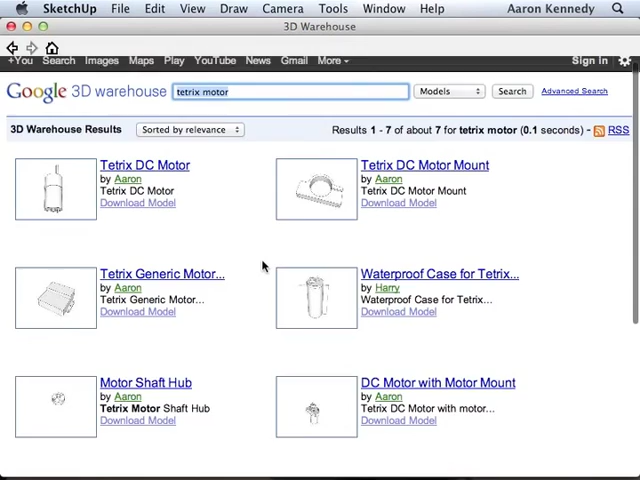 SketchUp File Edit View Draw Camera Tools Window Help Aaron Kennedy
3D Warehouse
+You Search Images Maps Play YouTube News Gmail More Sign in
Google 3D warehouse tetrix motor Models Search Advanced Search
3D Warehouse Results Sorted by relevance Results 1 - 7 of about 7 for tetrix motor (0.1 seconds) - RSS
Tetrix DC Motor
by Aaron
Tetrix DC Motor
Download Model
Tetrix DC Motor Mount
by Aaron
Tetrix DC Motor Mount
Download Model
Tetrix Generic Motor...
by Aaron
Tetrix Generic Motor...
Download Model
Waterproof Case for Tetrix...
by Harry
Waterproof Case for Tetrix...
Download Model
Motor Shaft Hub
by Aaron
Tetrix Motor Shaft Hub
Download Model
DC Motor with Motor Mount
by Aaron
Tetrix DC Motor with motor...
Download Model